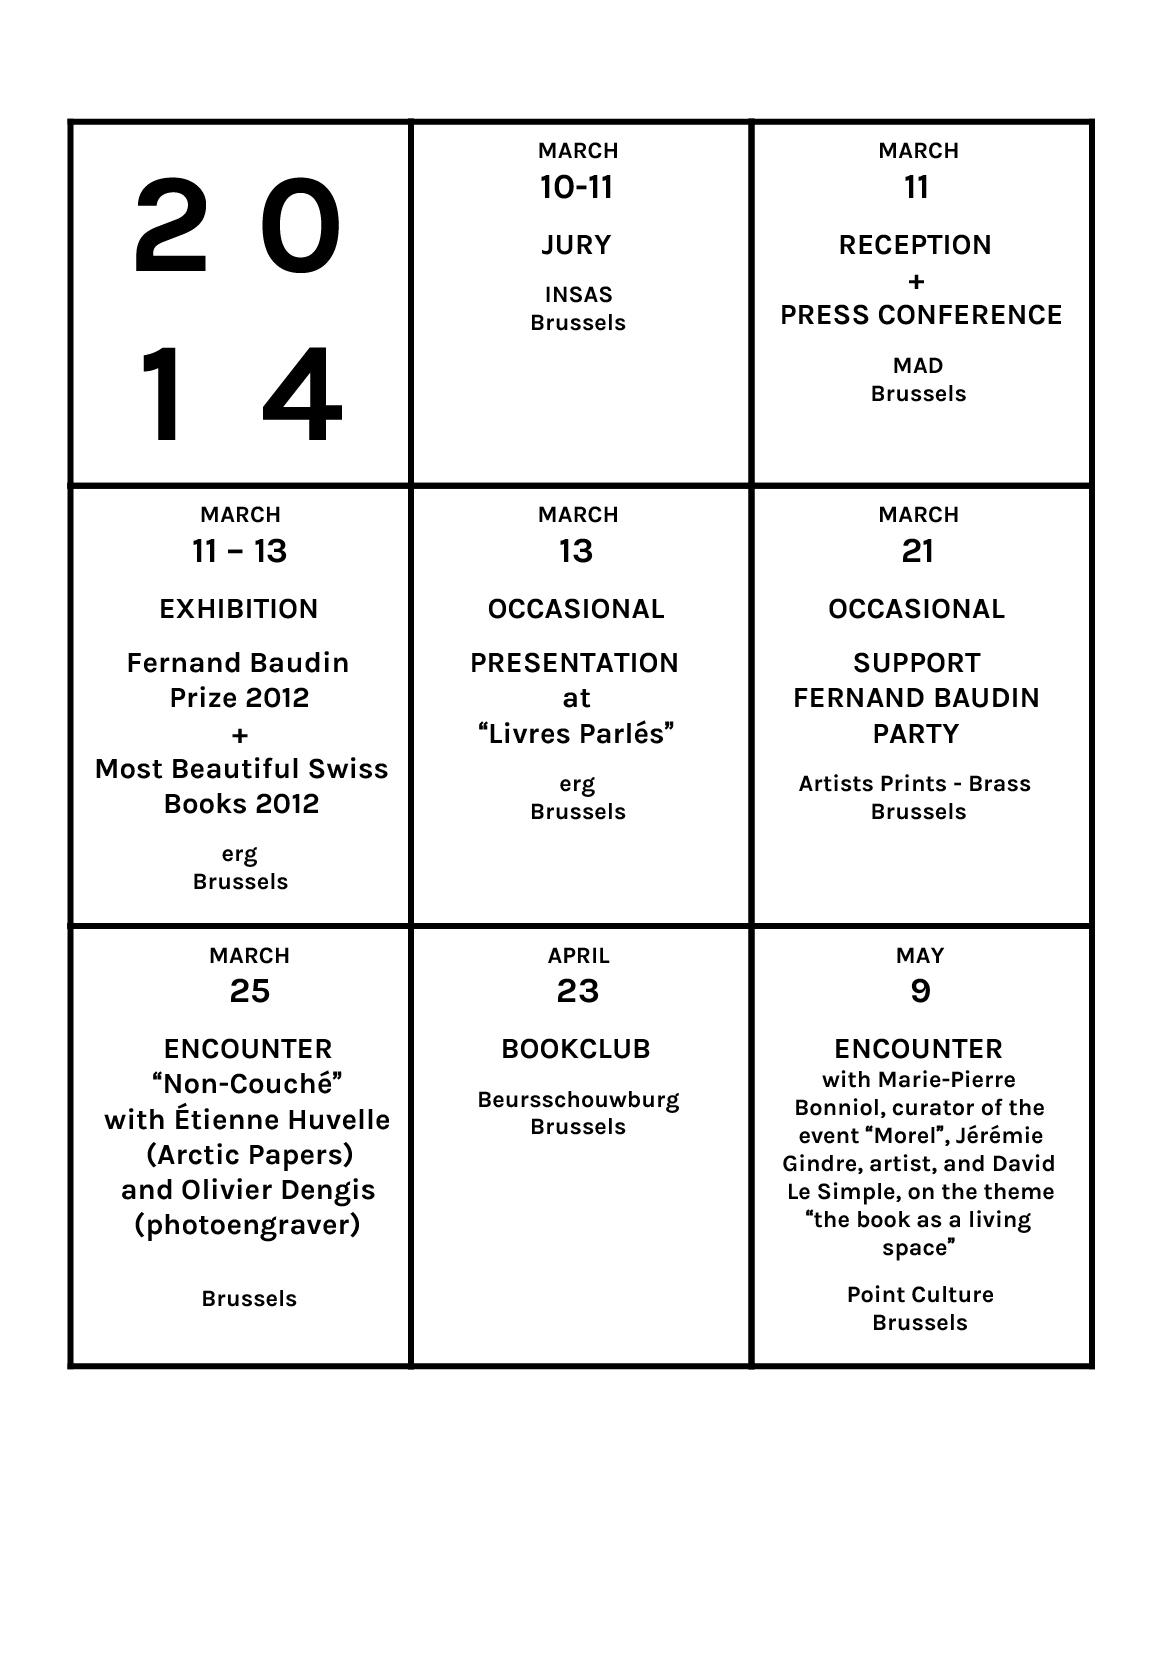 2 0
1 4
MARCH
10-11
JURY
INSAS
Brussels
MARCH
11
RECEPTION
+
PRESS CONFERENCE
MAD
Brussels
MARCH
11 – 13
EXHIBITION
Fernand Baudin
Prize 2012
+
Most Beautiful Swiss
Books 2012
erg
Brussels
MARCH
13
OCCASIONAL
PRESENTATION
at
“Livres Parlés”
erg
Brussels
MARCH
21
OCCASIONAL
SUPPORT
FERNAND BAUDIN
PARTY
Artists Prints - Brass
Brussels
MARCH
25
ENCOUNTER
“Non-Couché”
with Étienne Huvelle
(Arctic Papers)
and Olivier Dengis
(photoengraver)
Brussels
APRIL
23
BOOKCLUB
Beursschouwburg
Brussels
MAY
9
ENCOUNTER
with Marie-Pierre
Bonniol, curator of the
event “Morel”, Jérémie
Gindre, artist, and David
Le Simple, on the theme
“the book as a living
space”
Point Culture
Brussels